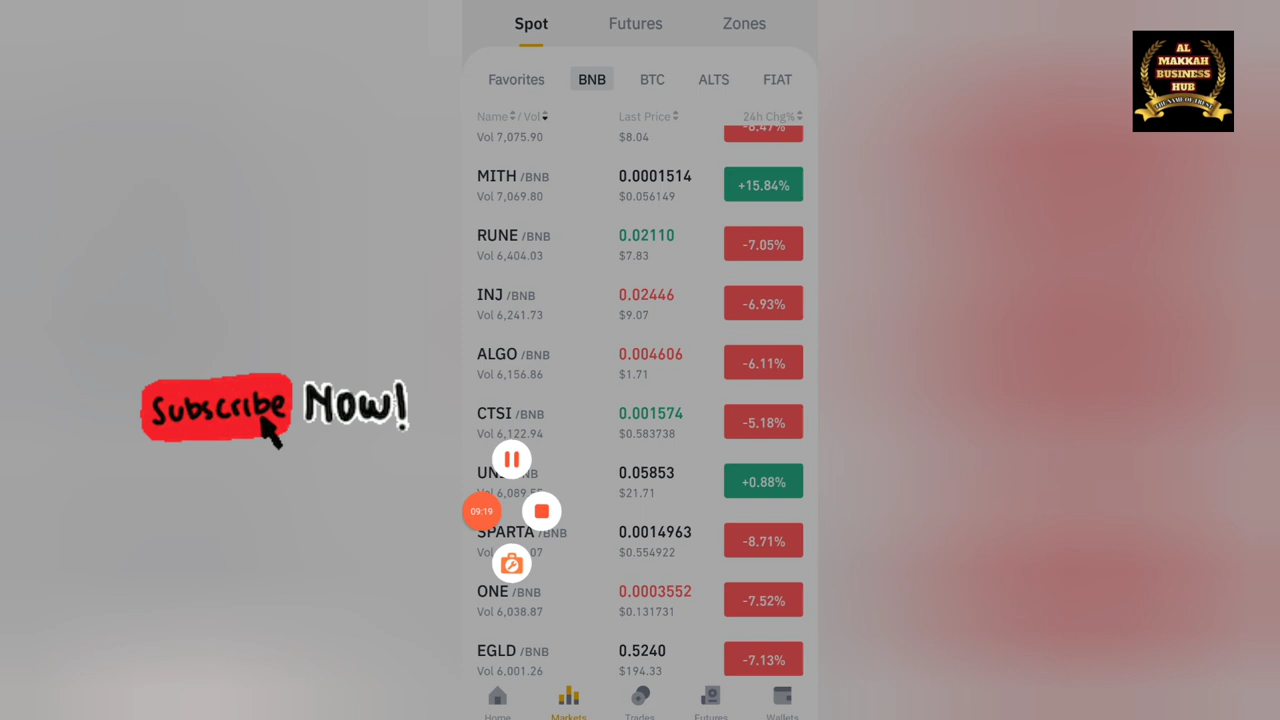 Spot Futures Zones
Favorites BNB BTC ALTS FIAT
Name / Vol Last Price 24h Chg%
-8.47%
Vol 7,075.90 $8.04
MITH /BNB 0.0001514 +15.84%
Vol 7,069.80 $0.056149
RUNE /BNB 0.02110 -7.05%
Vol 6,404.03 $7.83
INJ /BNB 0.02446 -6.93%
Vol 6,241.73 $9.07
ALGO /BNB 0.004606 -6.11%
Vol 6,156.86 $1.71
CTSI /BNB 0.001574 -5.18%
Vol 6,122.94 $0.583738
0.05853 +0.88%
$21.71
09:19
SPARTA /BNB 0.0014963 -8.71%
$0.554922
ONE /BNB 0.0003552 -7.52%
Vol 6,038.87 $0.131731
EGLD /BNB 0.5240 -7.13%
Vol 6,001.26 $194.33
Home Markets Trades Futures Wallets
Subscribe Now!
AL
MAKKAH
BUSINESS
HUB
THE NAME OF TRUST